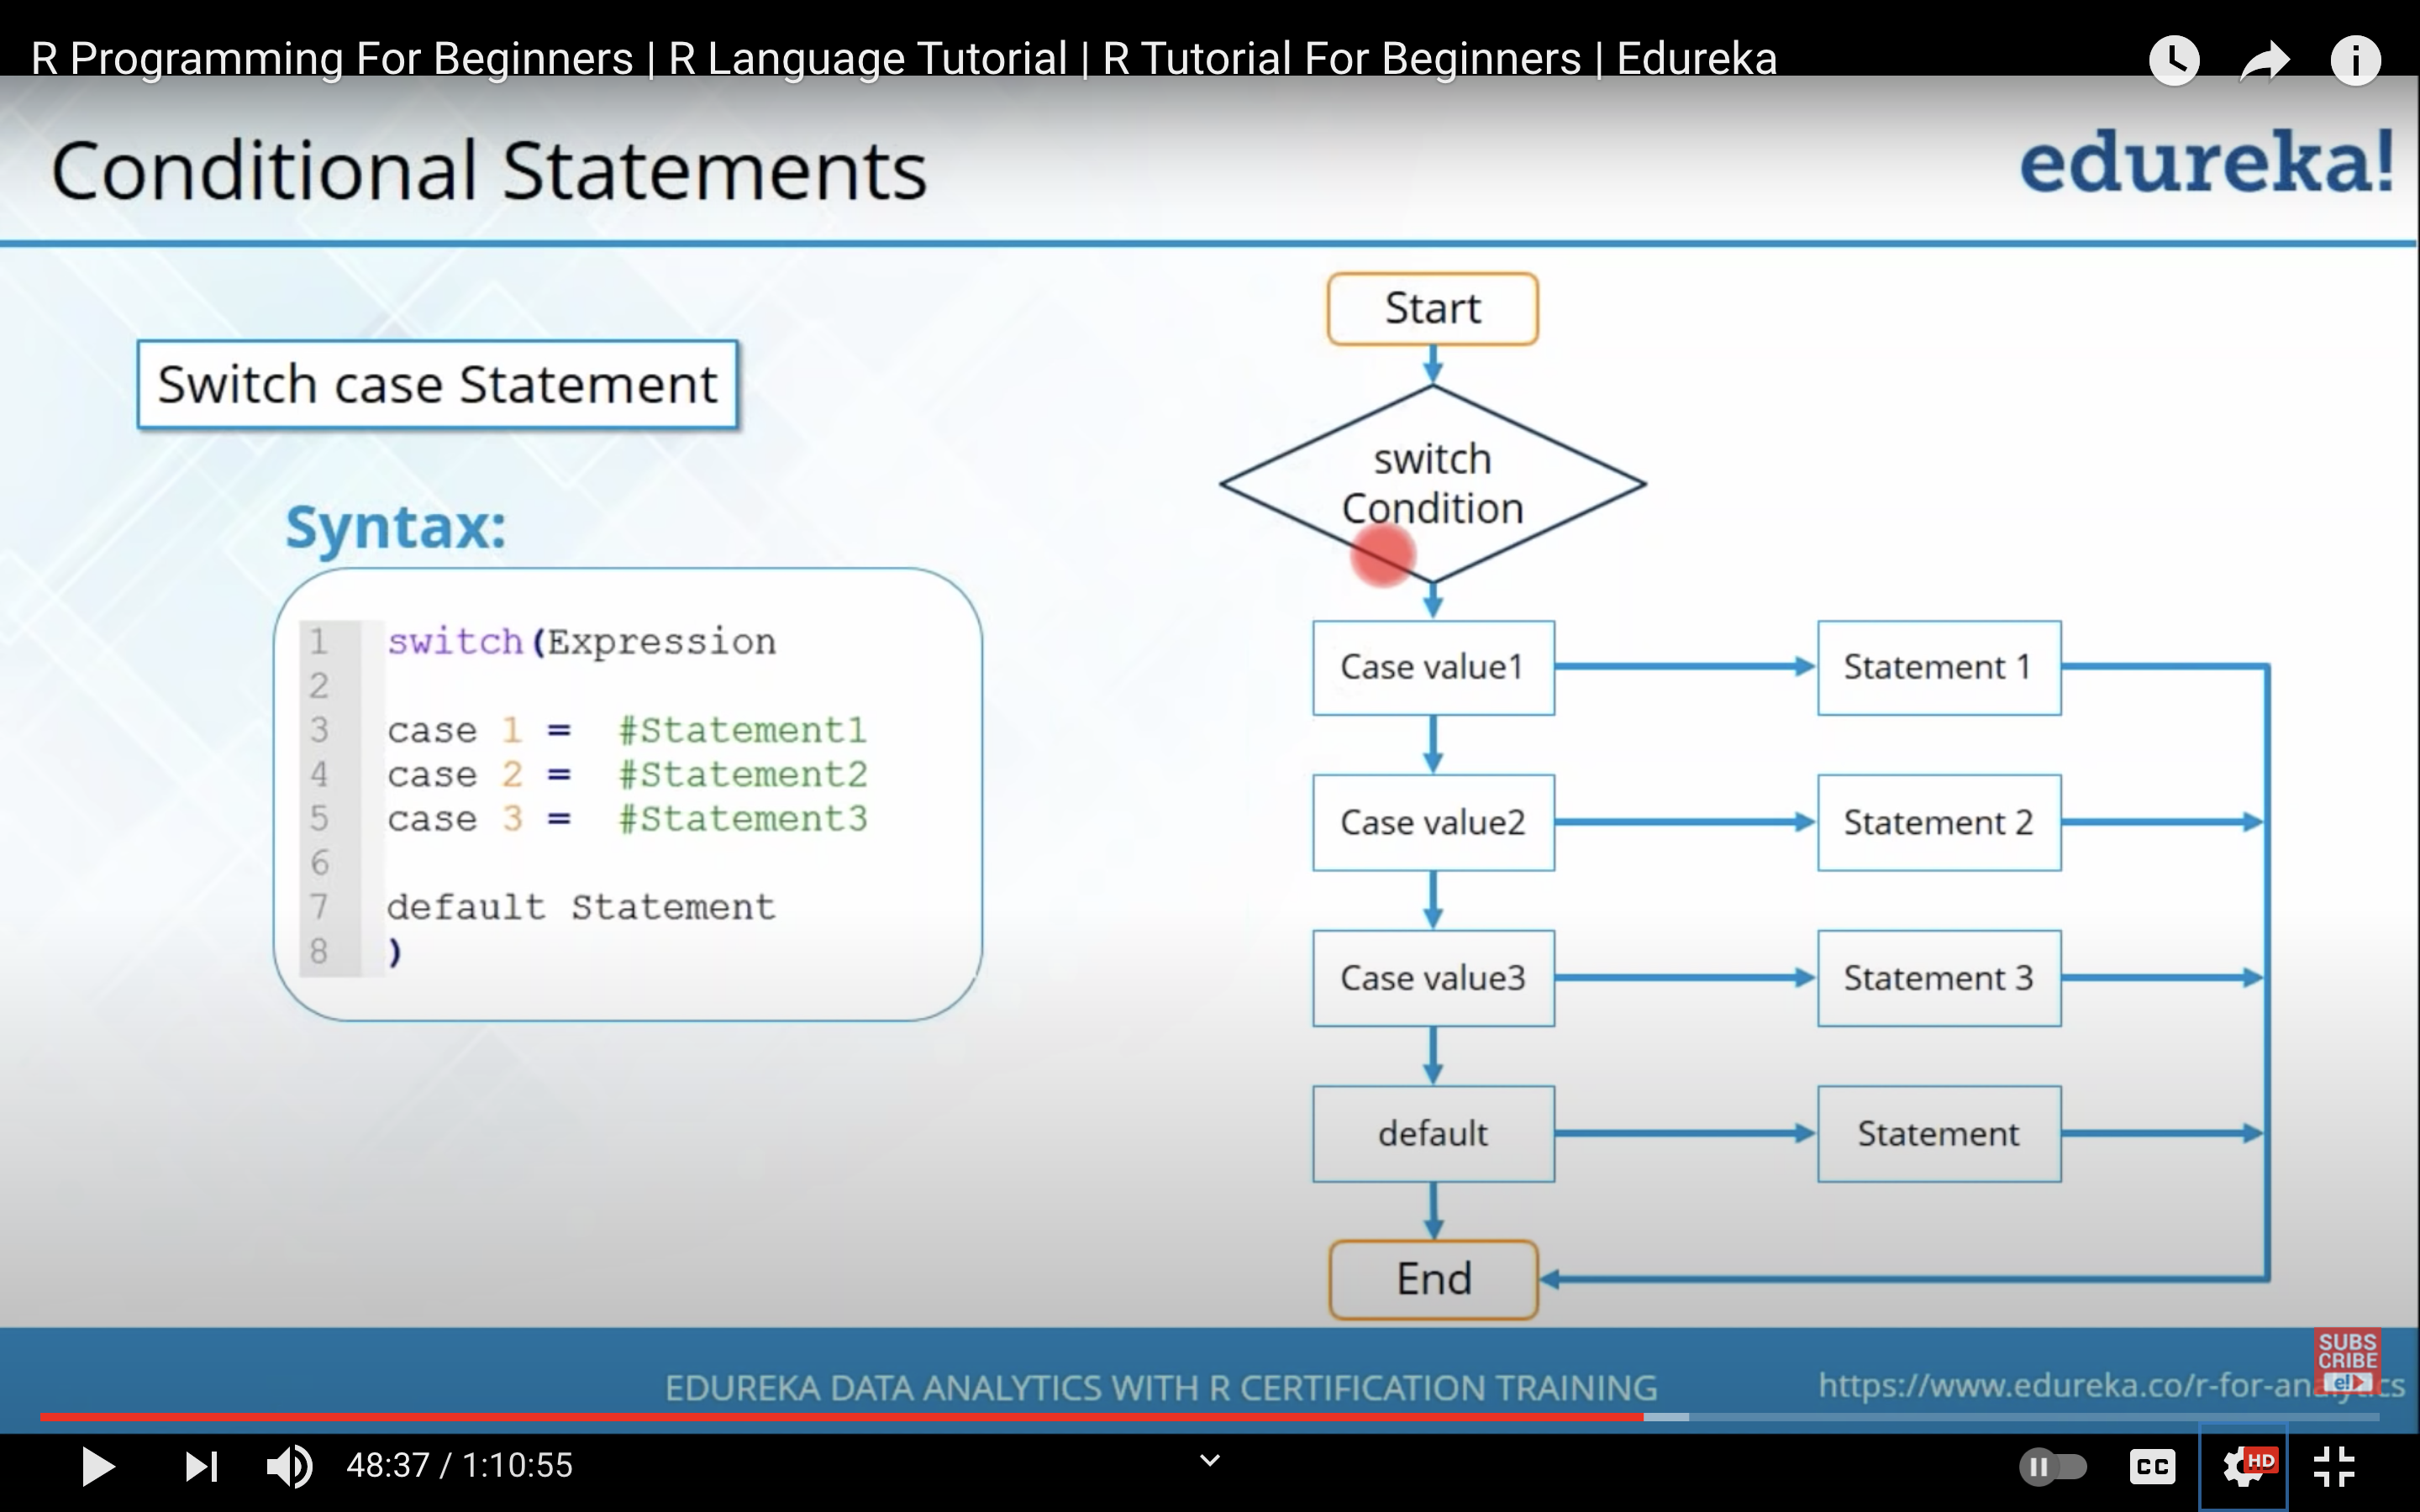 R Programming For Beginners | R Language Tutorial | R Tutorial For Beginners | Edureka
Conditional Statements
edureka!
Switch case Statement
Syntax:
1 switch(Expression
2
3 case 1 = #Statement1
4 case 2 = #Statement2
5 case 3 = #Statement3
6
7 default Statement
8 )
Start
switch
Condition
Case value1
Statement 1
Case value2
Statement 2
Case value3
Statement 3
default
Statement
End
SUBS
CRIBE
e!
EDUREKA DATA ANALYTICS WITH R CERTIFICATION TRAINING
https://www.edureka.co/r-for-analytics
48:37 / 1:10:55
CC
HD